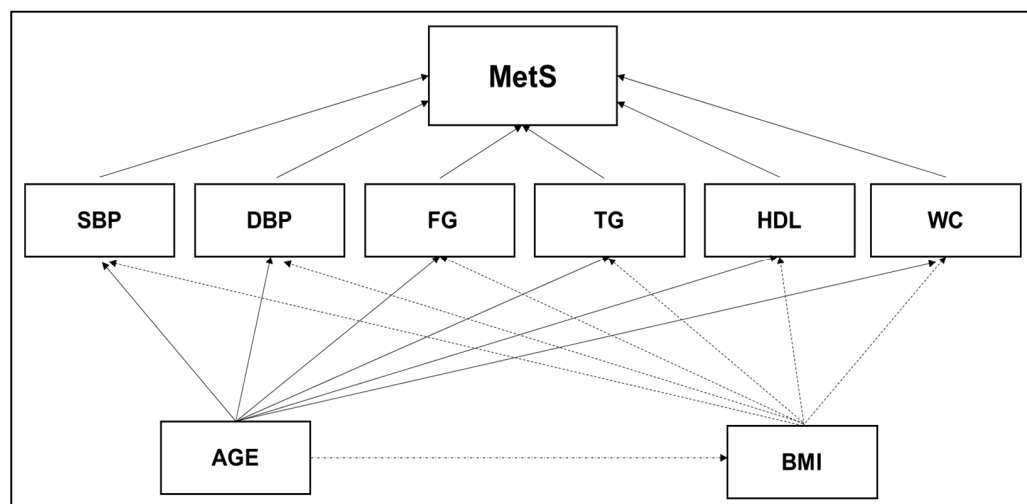 MetS
SBP
DBP
FG
TG
HDL
WC
AGE
BMI